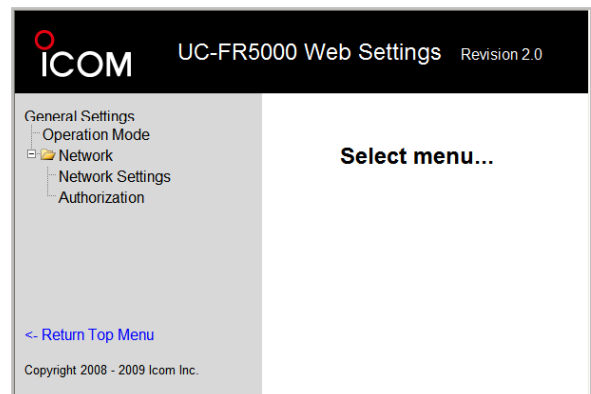 ICOM UC-FR5000 Web Settings Revision 2.0
General Settings
Operation Mode
Network
Select menu...
Network Settings
Authorization
<- Return Top Menu
Copyright 2008 - 2009 Icom Inc.